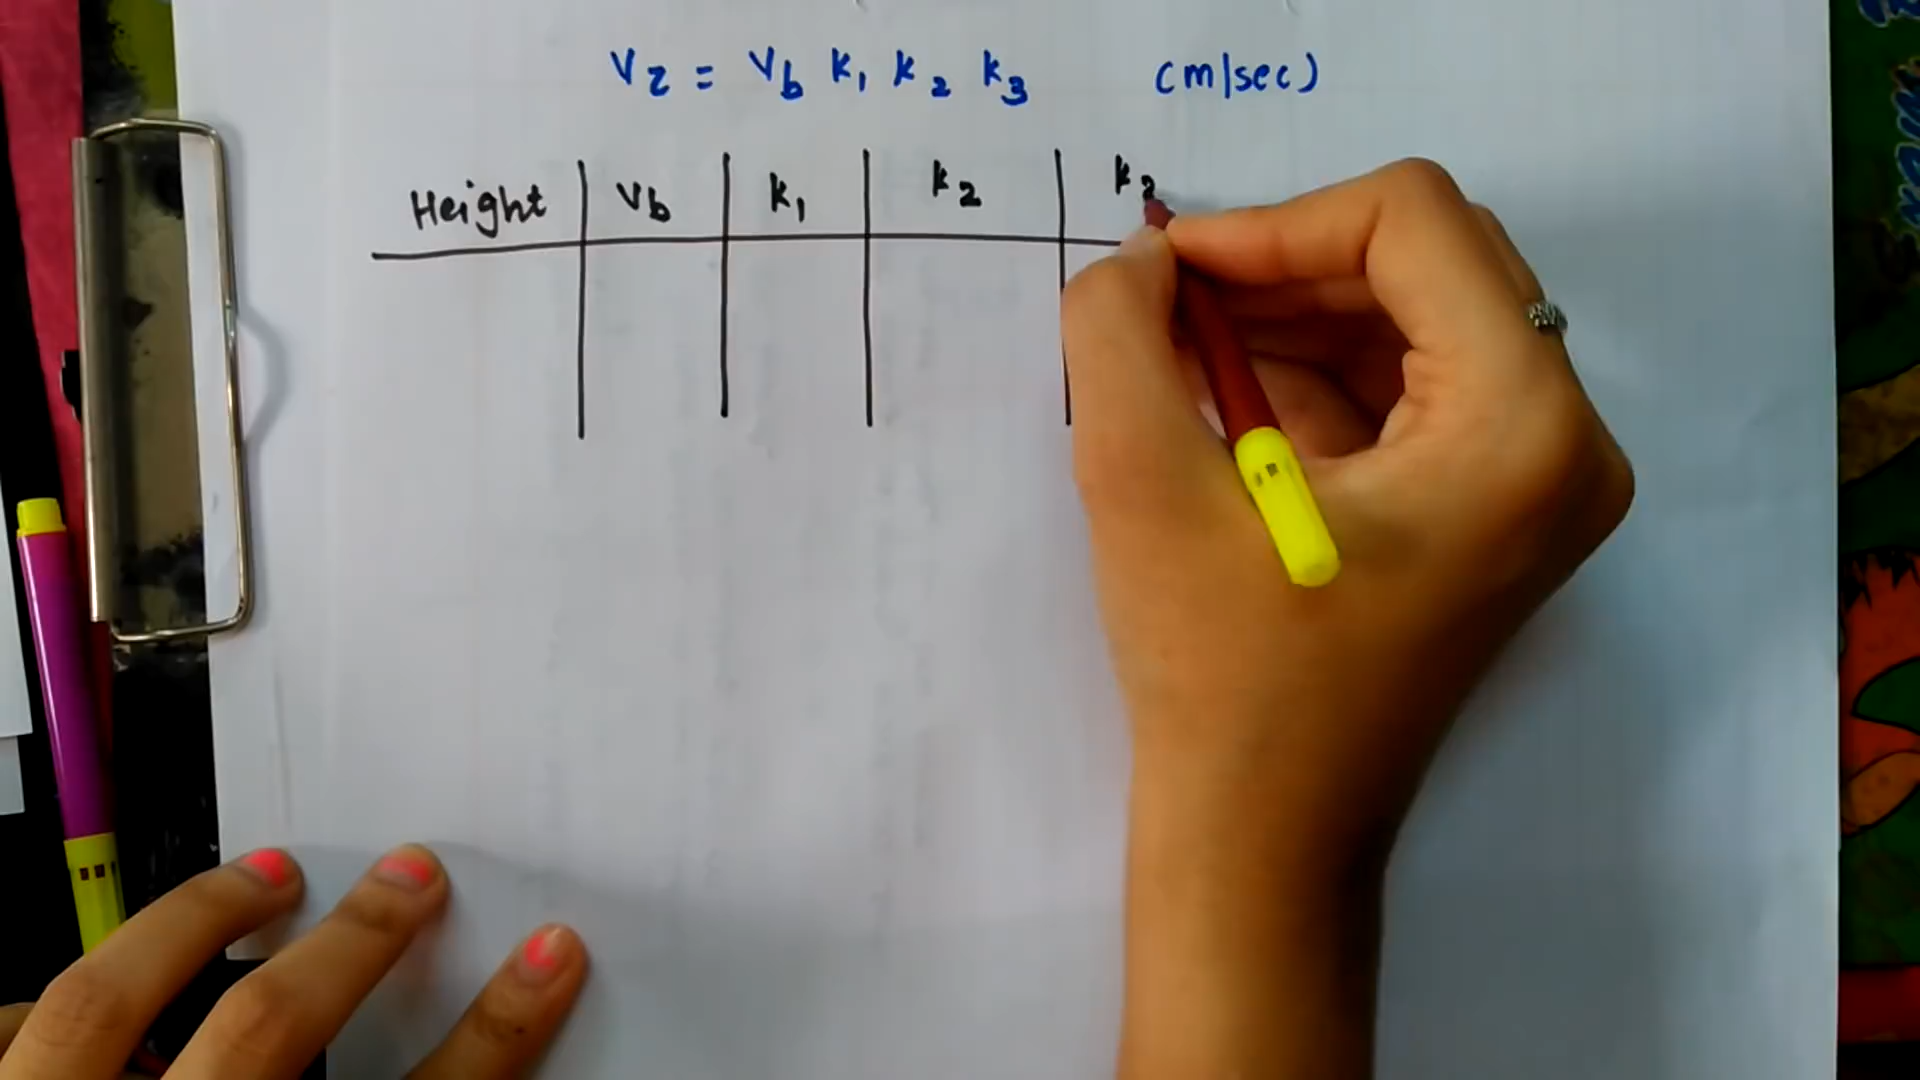 Vz = Vb k1 k2 k3 (m/sec)
Height Vb k1 k2 k3